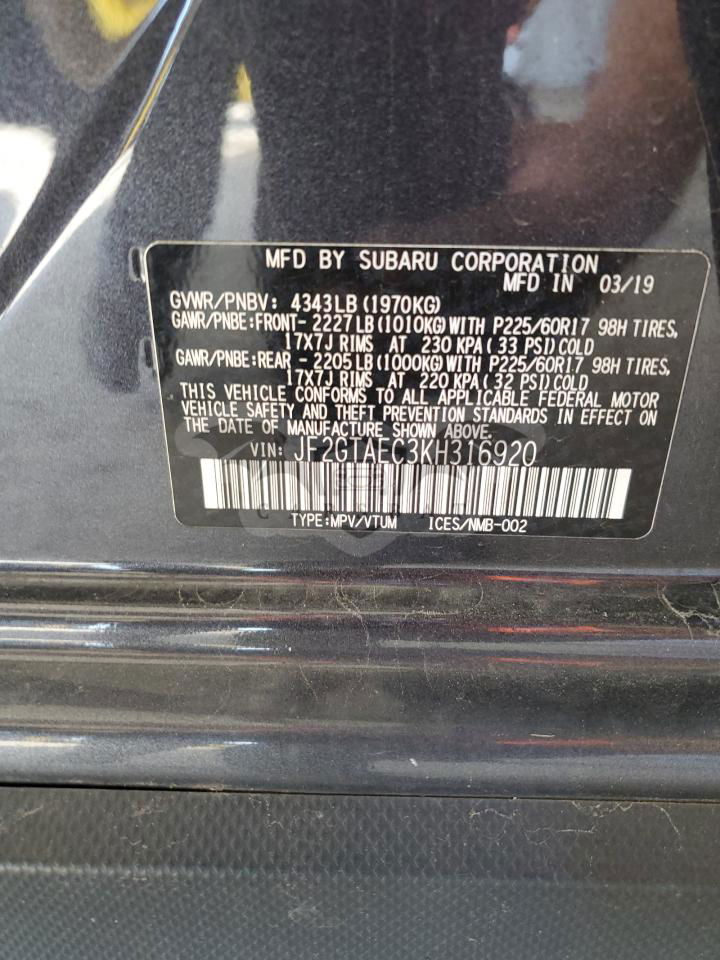 MFD BY SUBARU CORPORATION
MFD IN 03/19
GVWR/PNBV: 4343LB (1970KG)
GAWR/PNBE:FRONT- 2227LB(1010KG)WITH P225/60R17 98H TIRES,
17X7J RIMS AT 230 KPA( 33 PSI)COLD
GAWR/PNBE:REAR - 2205LB(1000KG)WITH P225/60R17 98H TIRES,
17X7J RIMS AT 220 KPA( 32 PSI)COLD
THIS VEHICLE CONFORMS TO ALL APPLICABLE FEDERAL MOTOR
VEHICLE SAFETY AND THEFT PREVENTION STANDARDS IN EFFECT ON
THE DATE OF MANUFACTURE SHOWN ABOVE.
VIN: JF2GTAEC3KH316920
TYPE:MPV/VTUM ICES/NMB-002